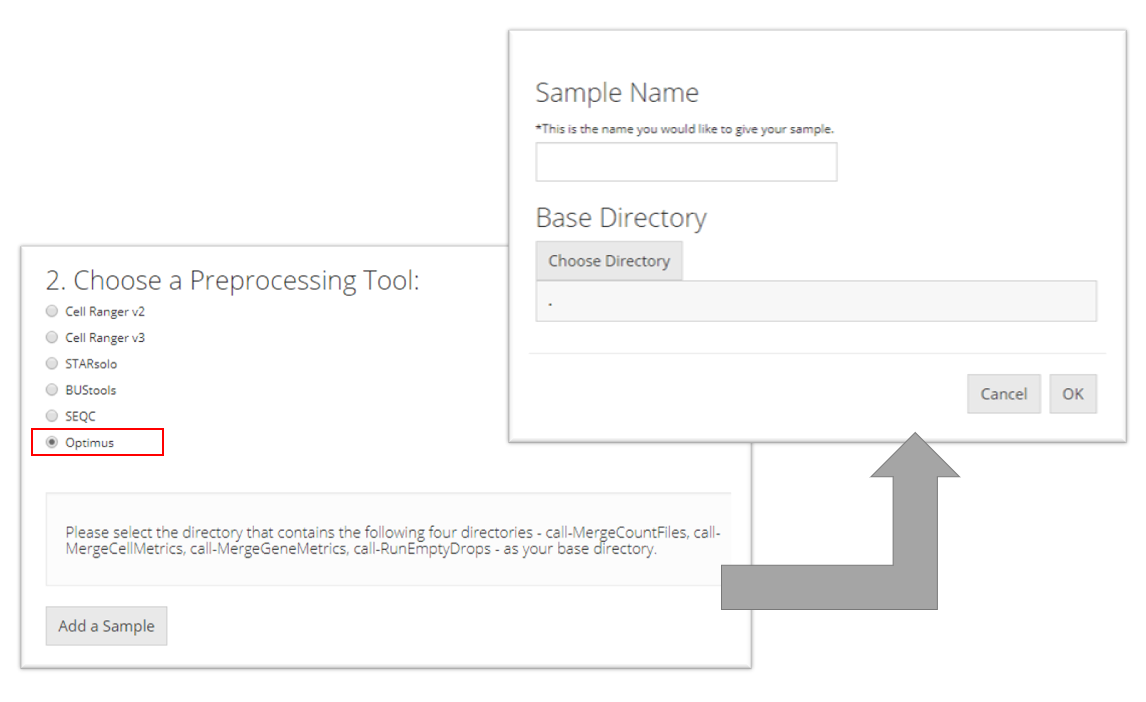 Sample Name
*This is the name you would like to give your sample.
Base Directory
Choose Directory
.
Cancel OK
2. Choose a Preprocessing Tool:
Cell Ranger v2
Cell Ranger v3
STARsolo
BUStools
SEQC
Optimus
Please select the directory that contains the following four directories - call-MergeCountFiles, call-
MergeCellMetrics, call-MergeGeneMetrics, call-RunEmptyDrops - as your base directory.
Add a Sample